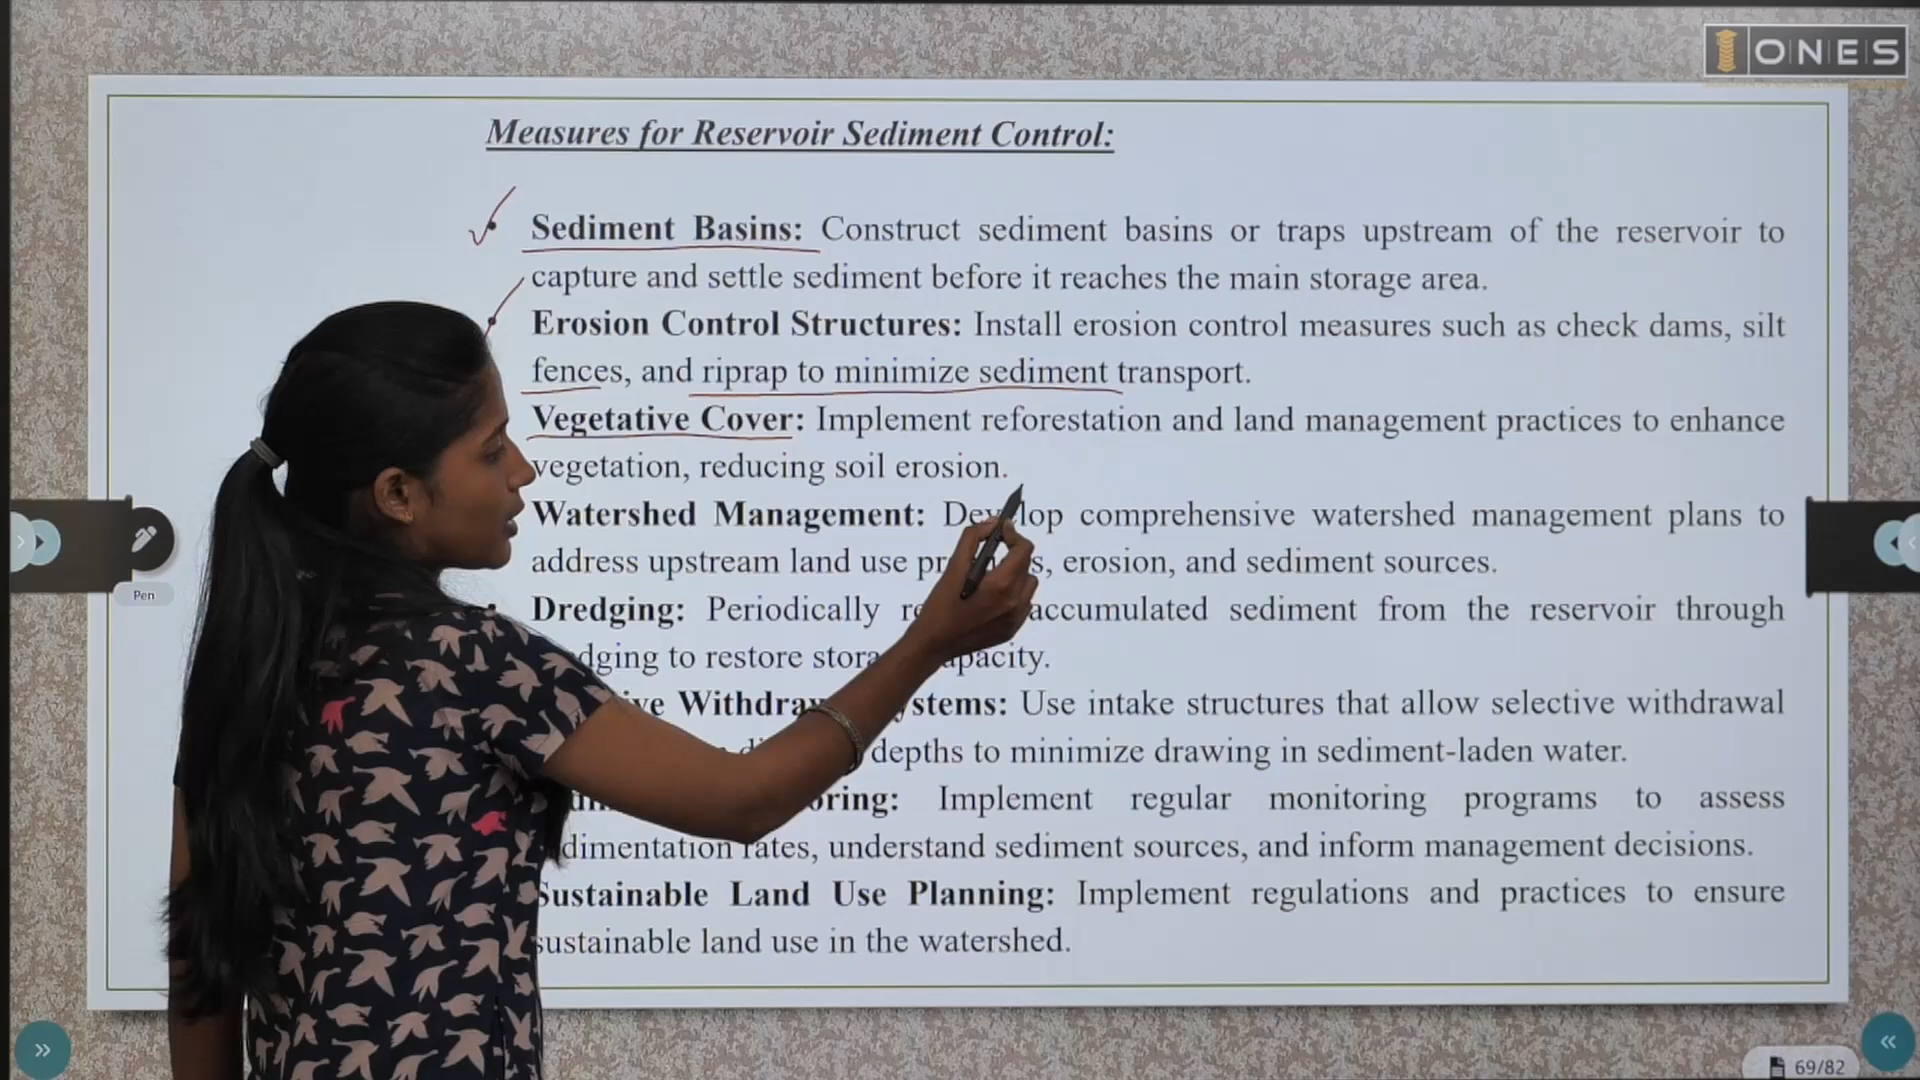 ONES
Measures for Reservoir Sediment Control:
Sediment Basins: Construct sediment basins or traps upstream of the reservoir to
capture and settle sediment before it reaches the main storage area.
Erosion Control Structures: Install erosion control measures such as check dams, silt
fences, and riprap to minimize sediment transport.
Vegetative Cover: Implement reforestation and land management practices to enhance
vegetation, reducing soil erosion.
Watershed Management: Develop comprehensive watershed management plans to
address upstream land use erosion, and sediment sources.
Pen
Dredging: Periodically accumulated sediment from the reservoir through
to restore capacity.
Use intake structures that allow selective withdrawal
depths to minimize drawing in sediment-laden water.
Implement regular monitoring programs to assess
rates, understand sediment sources, and inform management decisions.
Sustainable Land Use Planning: Implement regulations and practices to ensure
sustainable land use in the watershed.
69/82